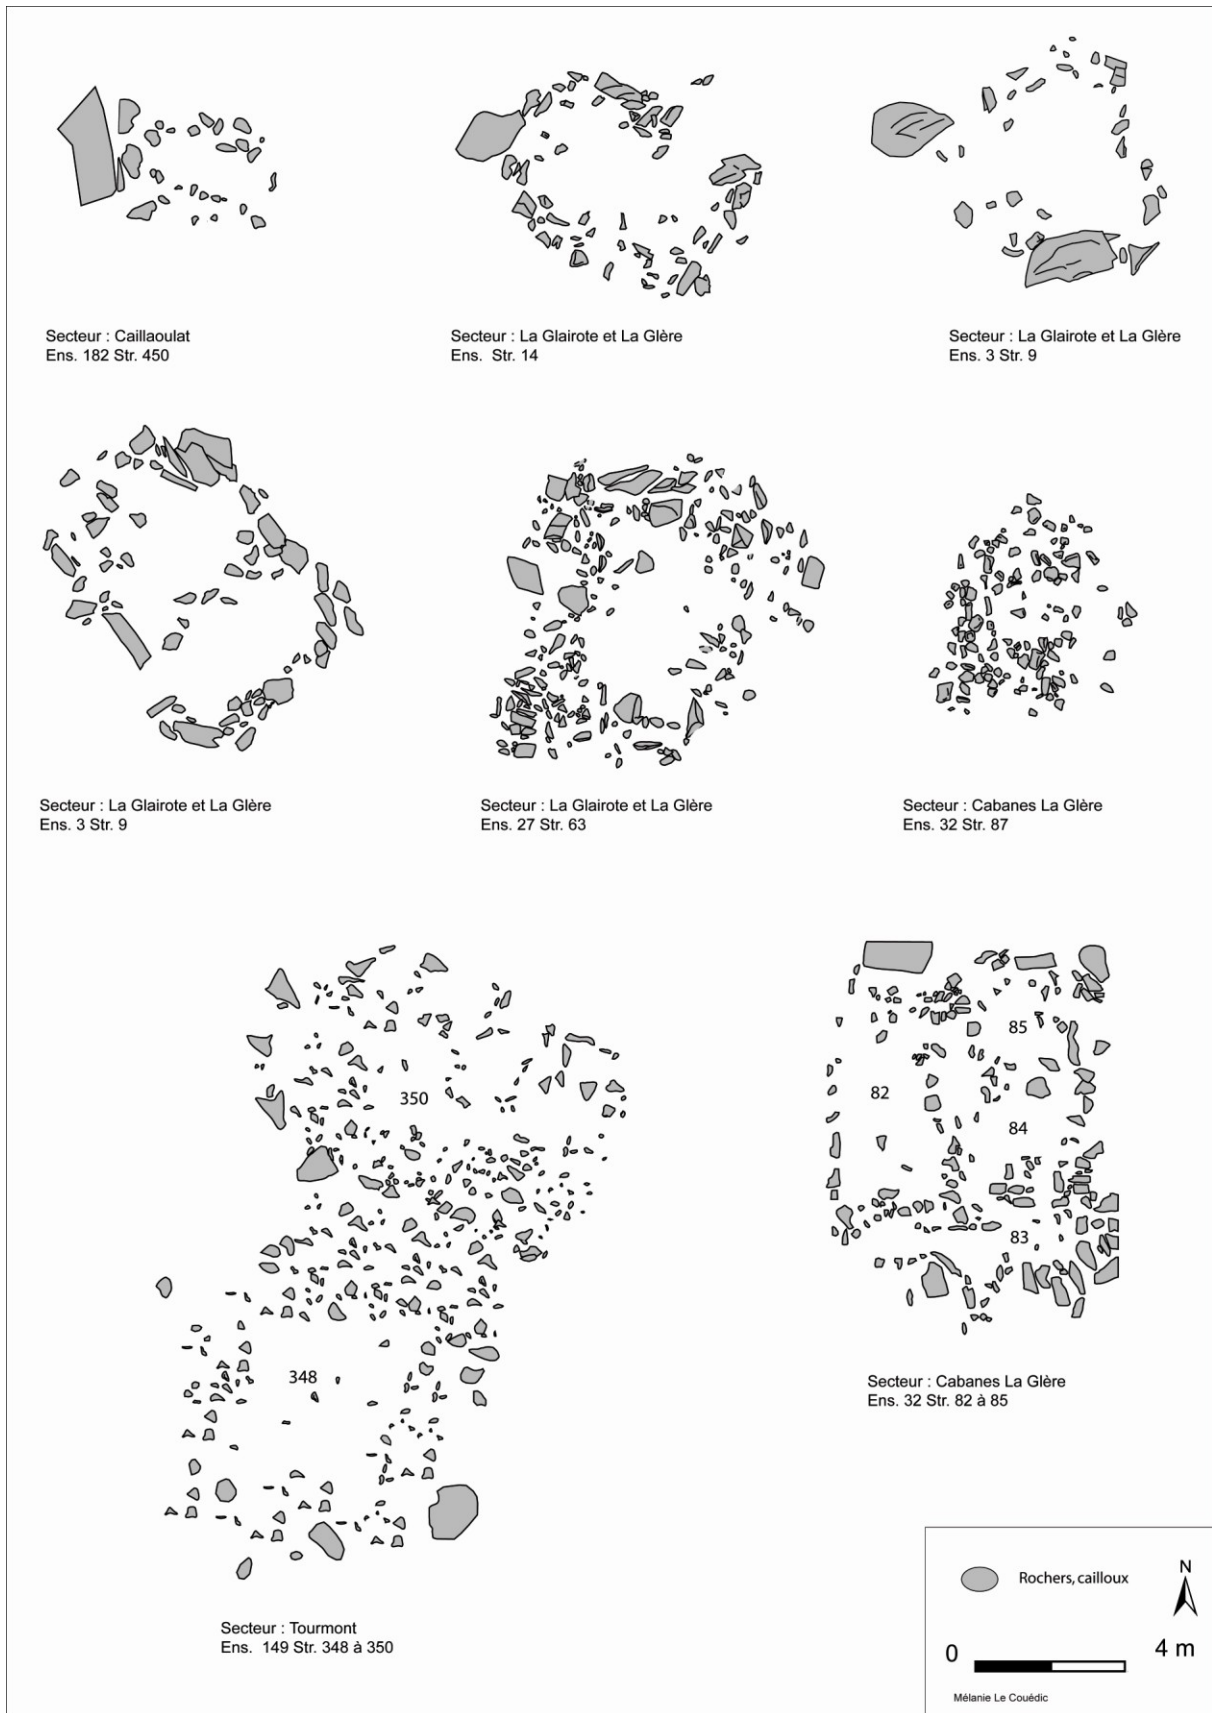 Secteur : Caillaoulat
Ens. 182 Str. 450
Secteur : La Glairote et La Glère
Ens.  Str. 14
Secteur : La Glairote et La Glère
Ens. 3 Str. 9
Secteur : La Glairote et La Glère
Ens. 3 Str. 9
Secteur : La Glairote et La Glère
Ens. 27 Str. 63
Secteur : Cabanes La Glère
Ens. 32 Str. 87
350
348
Secteur : Tourmont
Ens.  149 Str. 348 à 350
85
82
84
83
Secteur : Cabanes La Glère
Ens. 32 Str. 82 à 85
Rochers, cailloux
N
0 4 m
Mélanie Le Couédic